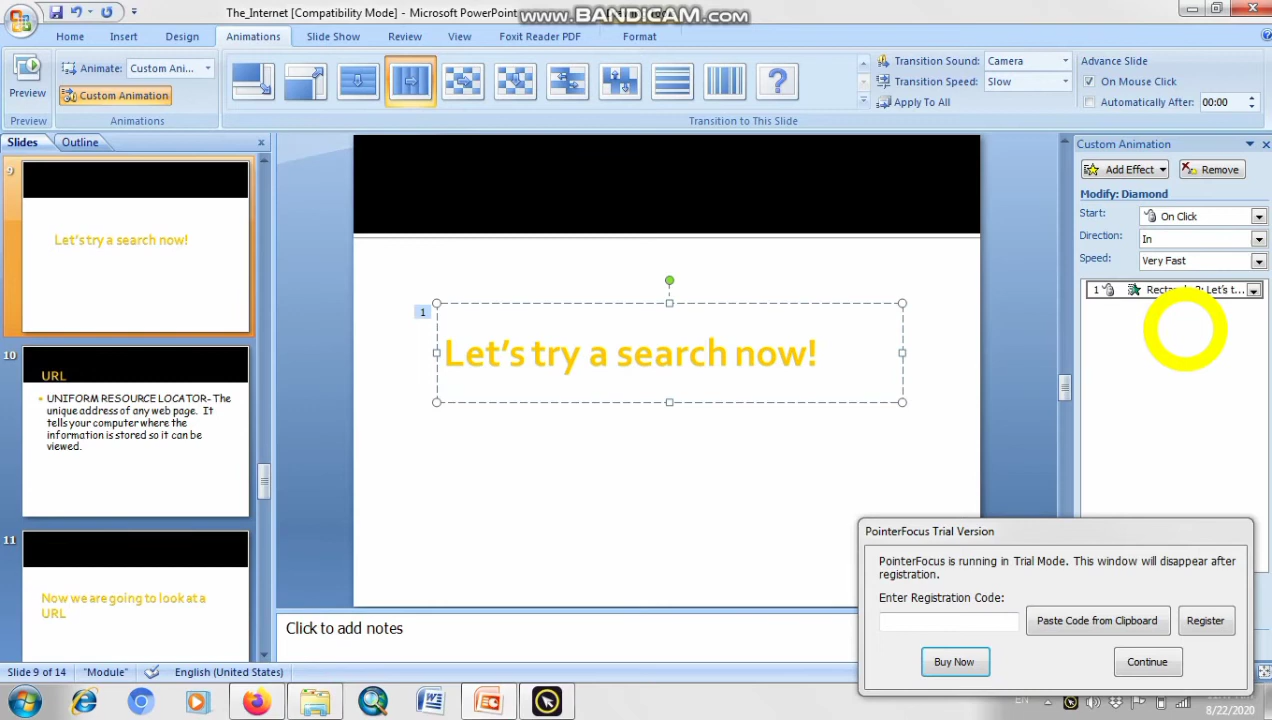 The_Internet [Compatibility Mode] - Microsoft PowerPoint
www.BANDICAM.com
Home Insert Design Animations Slide Show Review View Foxit Reader PDF Format
Preview
Animate: Custom Ani...
Custom Animation
Preview Animations
Transition Sound: Camera
Transition Speed: Slow
Apply To All
Transition to This Slide
Advance Slide
On Mouse Click
Automatically After: 00:00
Slides Outline
9
Let's try a search now!
10
URL
UNIFORM RESOURCE LOCATOR- The
unique address of any web page. It
tells your computer where the
information is stored so it can be
viewed.
11
Now we are going to look at a
URL
1
Let's try a search now!
Click to add notes
Custom Animation
Add Effect Remove
Modify: Diamond
Start: On Click
Direction: In
Speed: Very Fast
1 Let's t...
PointerFocus Trial Version
PointerFocus is running in Trial Mode. This window will disappear after
registration.
Enter Registration Code:
Paste Code from Clipboard Register
Buy Now Continue
Slide 9 of 14 "Module" English (United States)
EN
8/22/2020